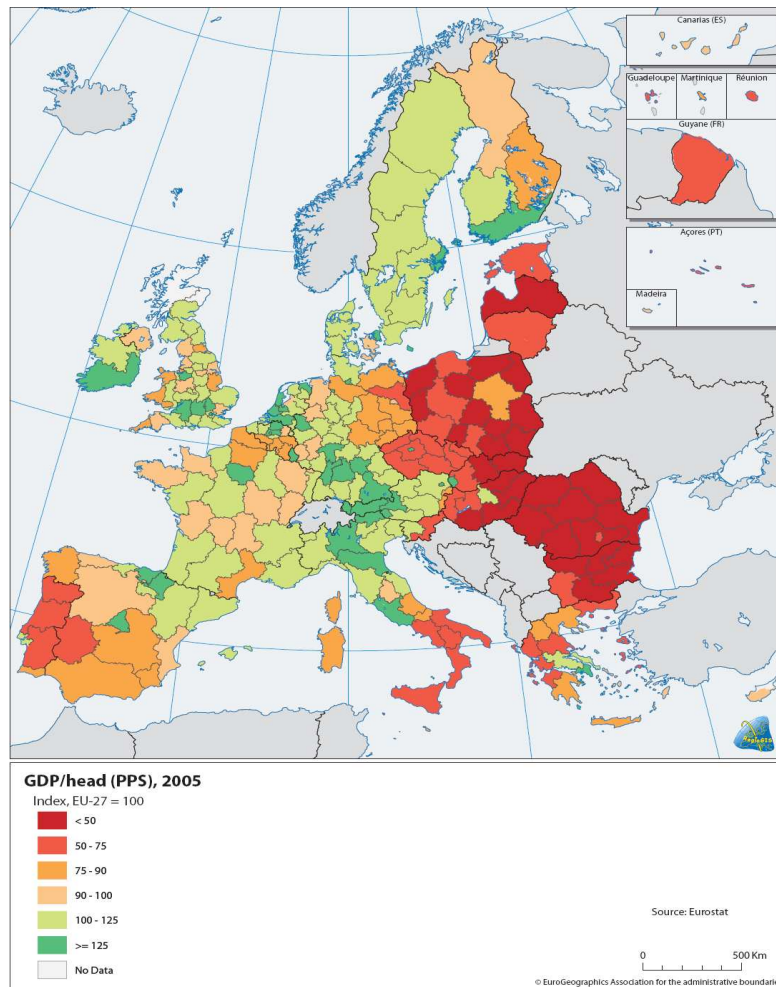 Canarias (ES)
Guadeloupe
Martinique
Réunion
Guyane (FR)
Açores (PT)
Madeira
GDP/head (PPS), 2005
Index, EU-27 = 100
< 50
50 - 75
75 - 90
90 - 100
100 - 125
>= 125
No Data
Source: Eurostat
0 500 Km
© EuroGeographics Association for the administrative boundarie